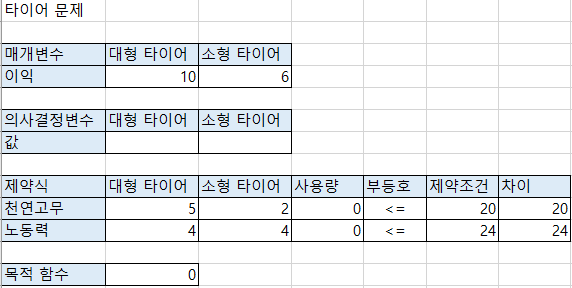 타이어 문제
매개변수 대형 타이어 소형 타이어
이익 10 6
의사결정변수 대형 타이어 소형 타이어
값
제약식 대형 타이어 소형 타이어 사용량 부등호 제약조건 차이
천연고무 5 2 0 <= 20 20
노동력 4 4 0 <= 24 24
목적 함수 0